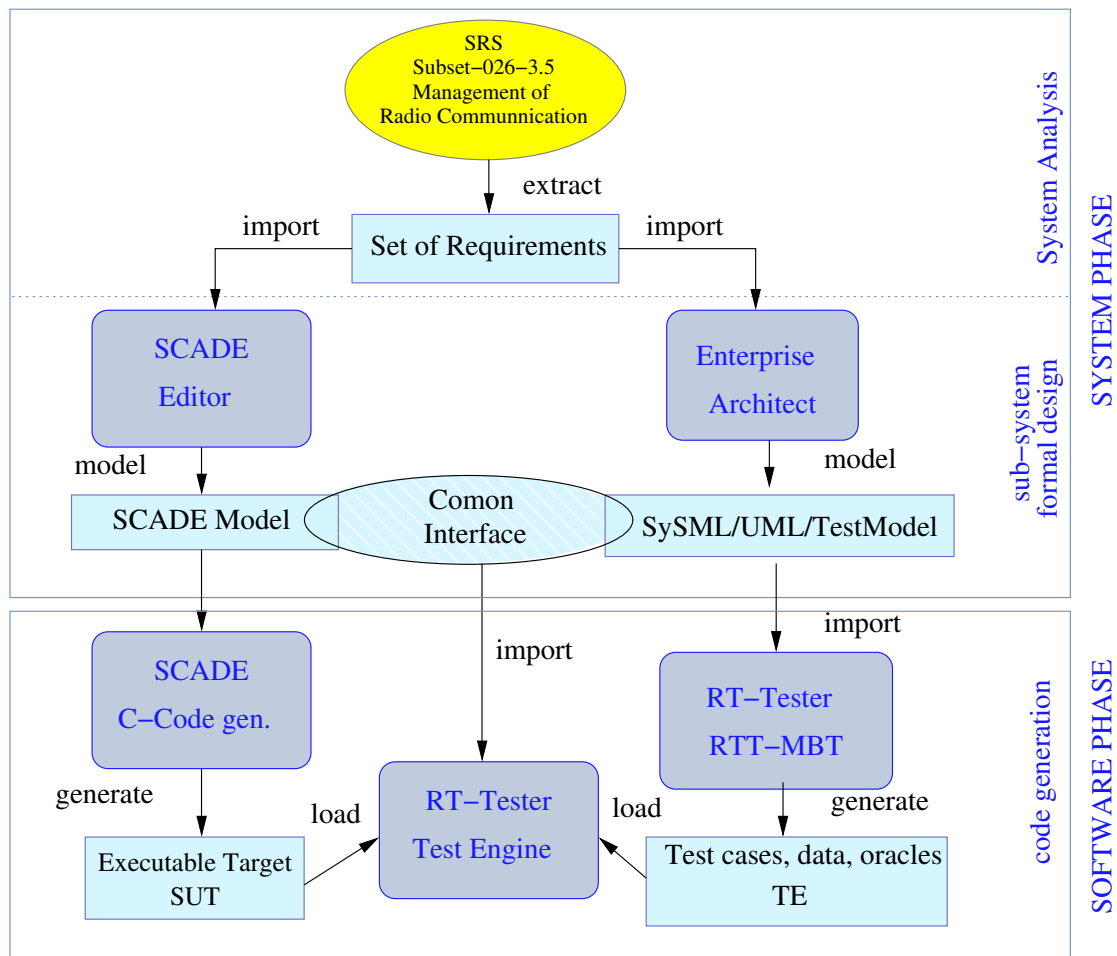 SRS
Subset−026−3.5
Management of
Radio Communnication
extract
import
Set of Requirements
import
System Analysis
SYSTEM PHASE
SCADE
Editor
Enterprise
Architect
model
model
sub−system
formal design
SCADE Model
Comon
Interface
SySML/UML/TestModel
import
import
SCADE
C−Code gen.
RT−Tester
RTT−MBT
code generation
SOFTWARE PHASE
generate
load
RT−Tester
Test Engine
load
generate
Executable Target
SUT
Test cases, data, oracles
TE